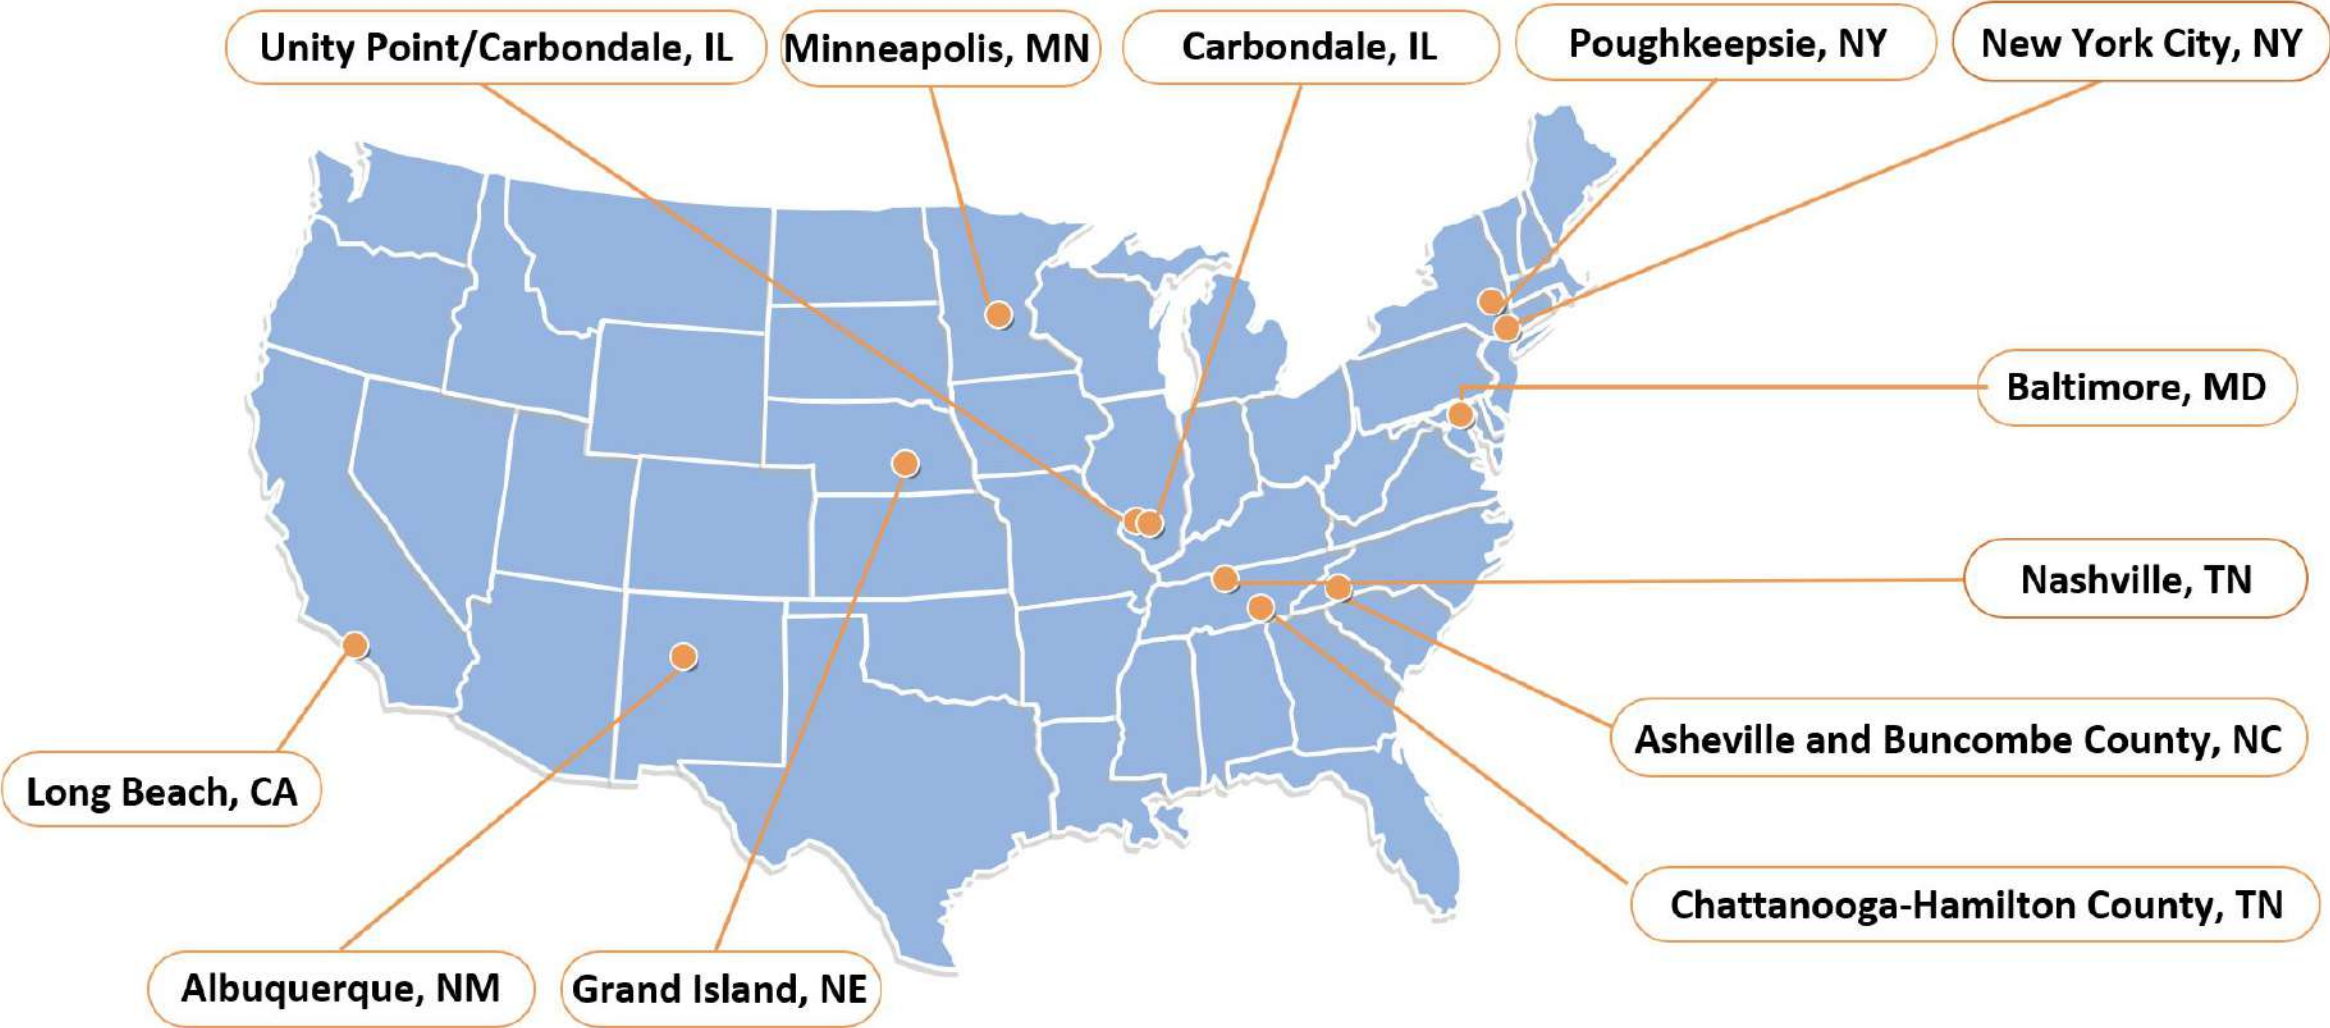 Unity Point/Carbondale, IL
Minneapolis, MN
Carbondale, IL
Poughkeepsie, NY
New York City, NY
Baltimore, MD
Nashville, TN
Asheville and Buncombe County, NC
Long Beach, CA
Chattanooga-Hamilton County, TN
Albuquerque, NM
Grand Island, NE